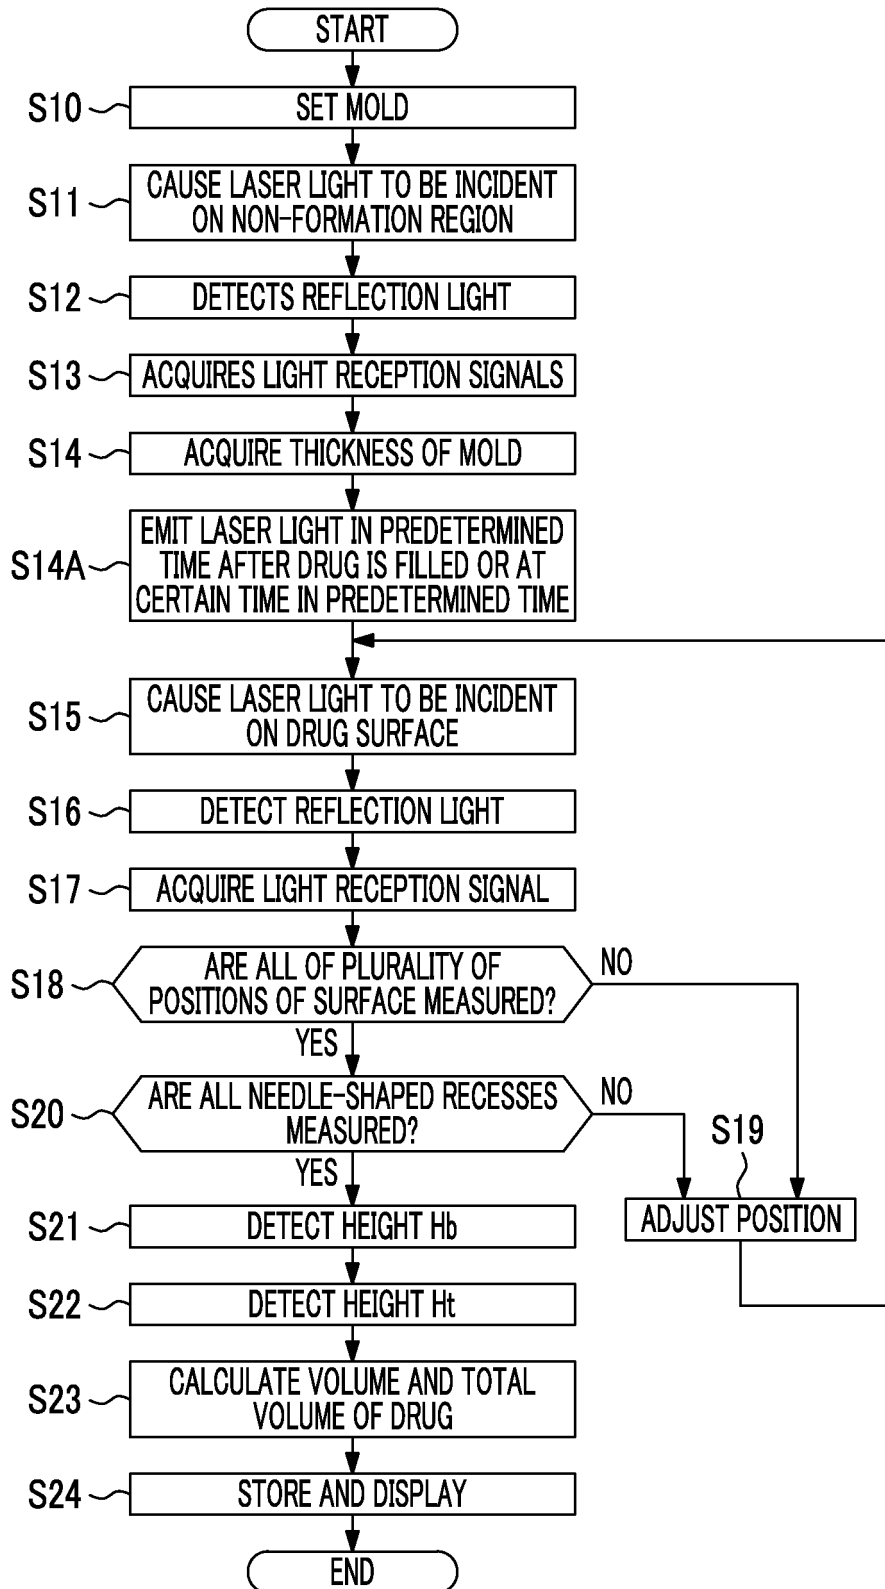 START
S10
SET MOLD
S11
CAUSE LASER LIGHT TO BE INCIDENT
ON NON-FORMATION REGION
S12
DETECTS REFLECTION LIGHT
S13
ACQUIRES LIGHT RECEPTION SIGNALS
S14
ACQUIRE THICKNESS OF MOLD
S14A
EMIT LASER LIGHT IN PREDETERMINED
TIME AFTER DRUG IS FILLED OR AT
CERTAIN TIME IN PREDETERMINED TIME
S15
CAUSE LASER LIGHT TO BE INCIDENT
ON DRUG SURFACE
S16
DETECT REFLECTION LIGHT
S17
ACQUIRE LIGHT RECEPTION SIGNAL
S18
ARE ALL OF PLURALITY OF
POSITIONS OF SURFACE MEASURED?
NO
YES
S20
ARE ALL NEEDLE-SHAPED RECESSES
MEASURED?
NO
YES
S19
ADJUST POSITION
S21
DETECT HEIGHT Hb
S22
DETECT HEIGHT Ht
S23
CALCULATE VOLUME AND TOTAL
VOLUME OF DRUG
S24
STORE AND DISPLAY
END